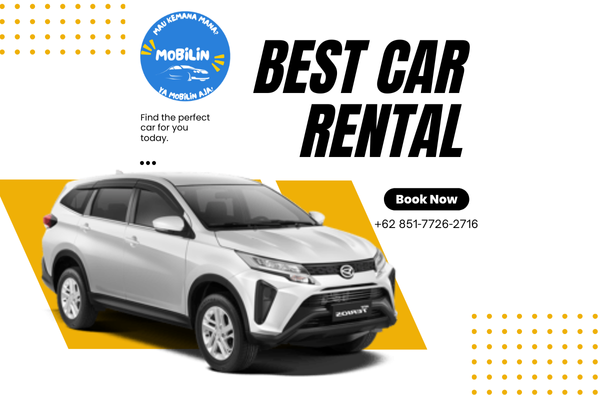 MAU KEMANA MANA?
MOBILIN
YA MOBILIN AJA.
BEST CAR
RENTAL
Find the perfect
car for you
today.
Book Now
+62 851-7726-2716
TERIOS